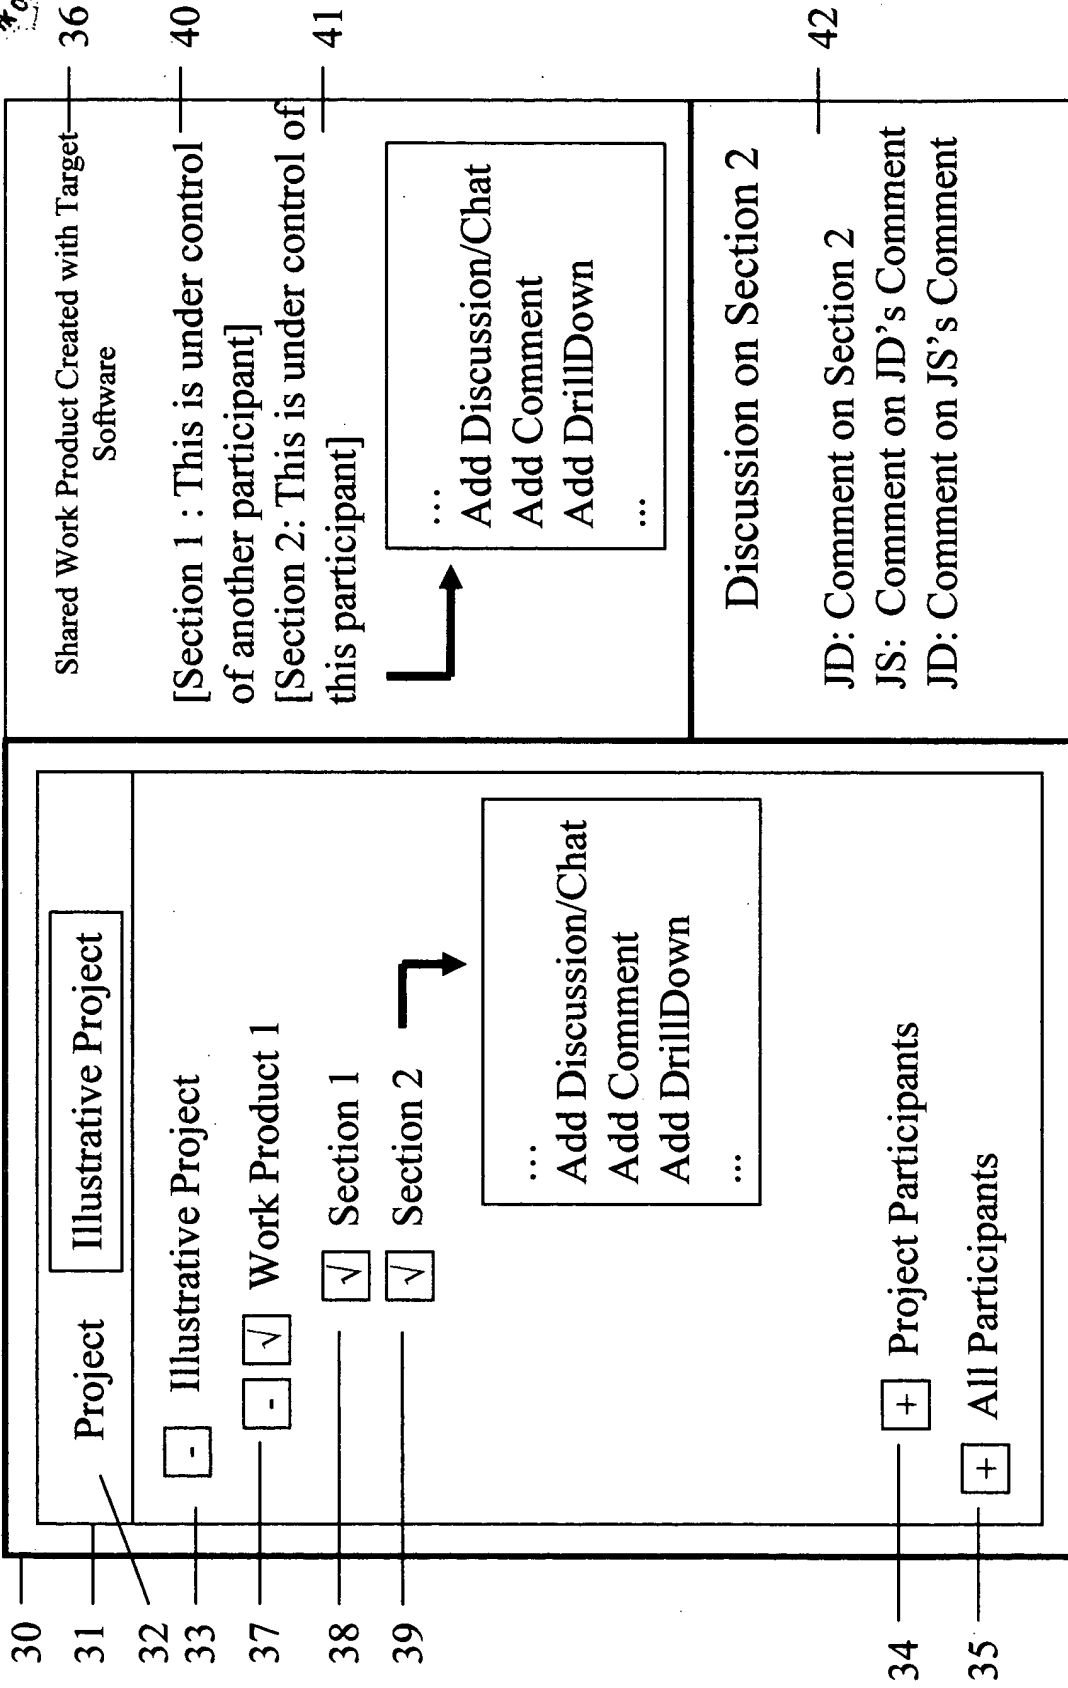 30
31
32
33
37
38
39
34
35
Project
Illustrative Project
- Illustrative Project
- √ Work Product 1
√ Section 1
√ Section 2
...
Add Discussion/Chat
Add Comment
Add DrillDown
...
+ Project Participants
+ All Participants
Shared Work Product Created with Target
Software
[Section 1 : This is under control
of another participant]
[Section 2: This is under control of
this participant]
...
Add Discussion/Chat
Add Comment
Add DrillDown
...
Discussion on Section 2
JD: Comment on Section 2
JS: Comment on JD's Comment
JD: Comment on JS's Comment
36
40
41
42